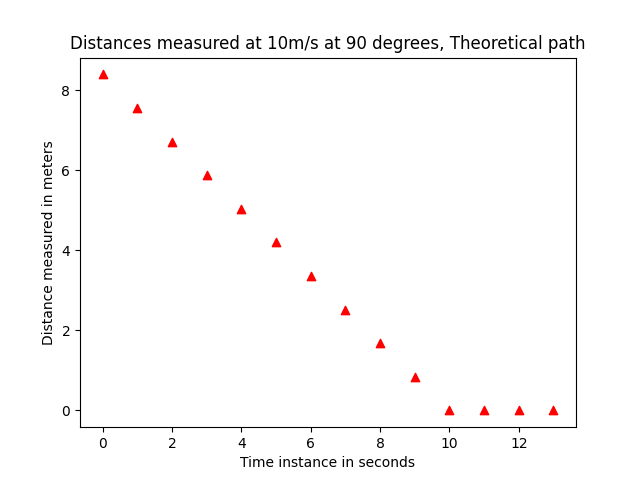 Distances measured at 10m/s at 90 degrees, Theoretical path
8
6
4
2
0
Distance measured in meters
0 2 4 6 8 10 12
Time instance in seconds